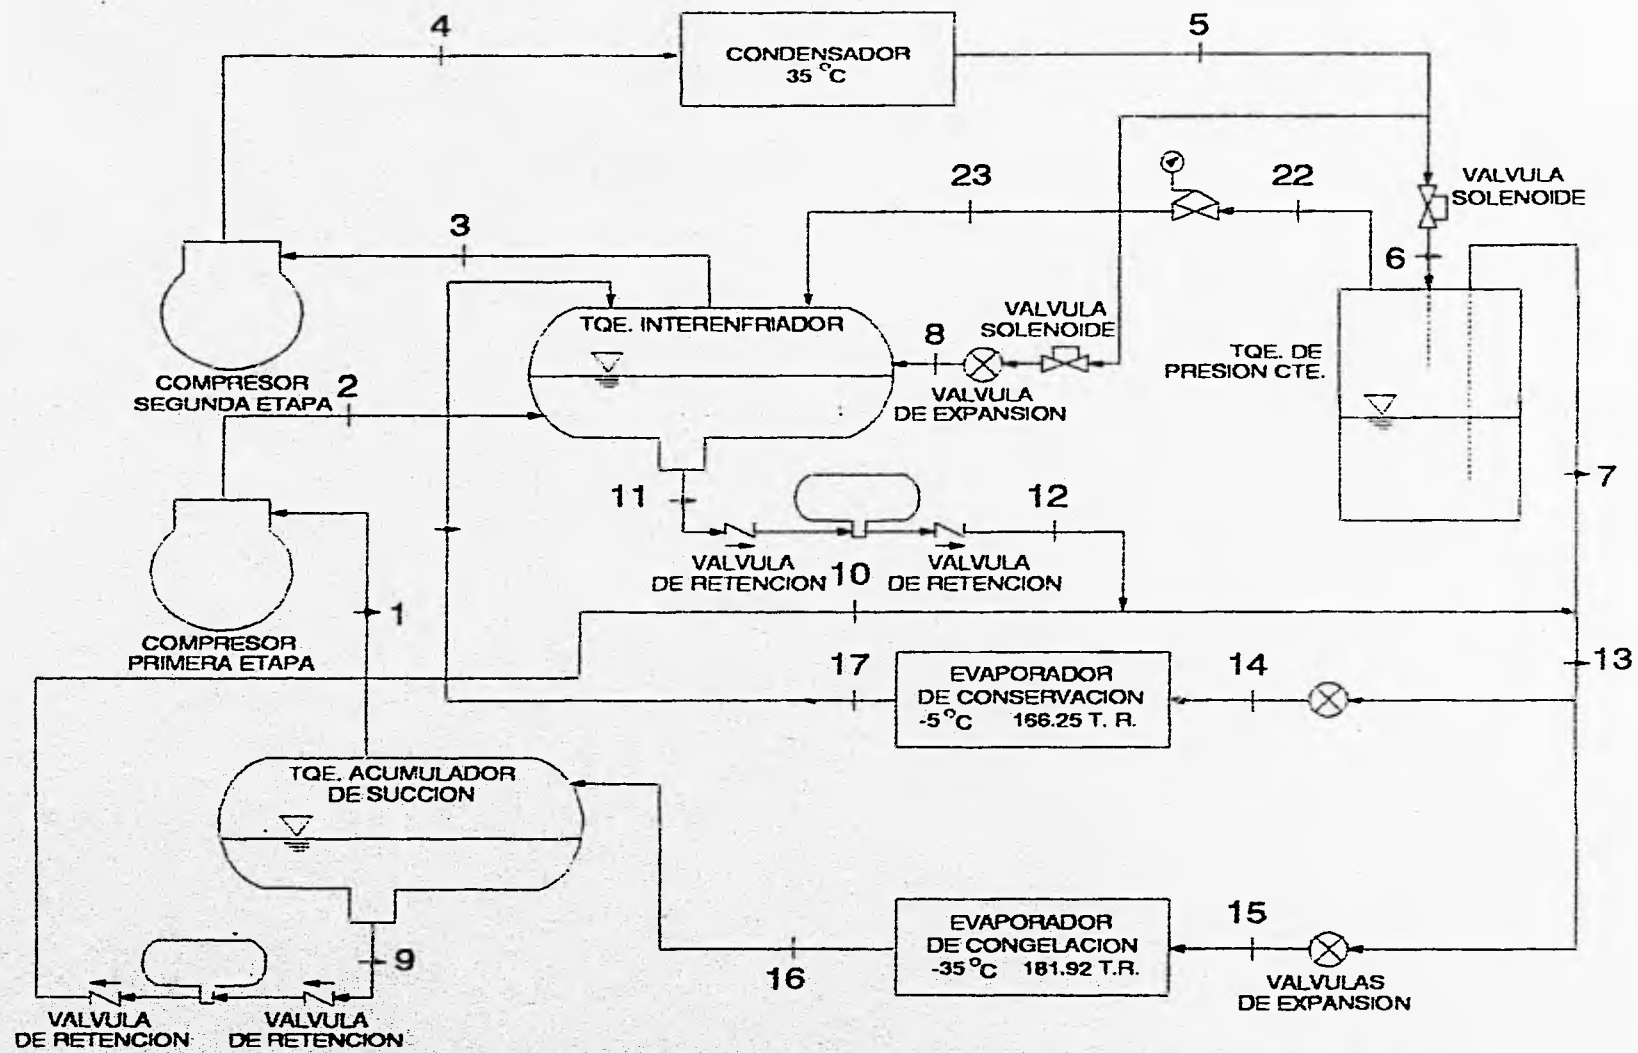 4
CONDENSADOR
35 °C
5
23
22
VALVULA
SOLENOIDE
3
6
TQE. INTERENFRIADOR
VALVULA
SOLENOIDE
8
TQE. DE
PRESION CTE.
VALVULA
DE EXPANSION
COMPRESOR
SEGUNDA ETAPA
2
7
11
12
VALVULA
DE RETENCION
VALVULA
DE RETENCION
10
1
COMPRESOR
PRIMERA ETAPA
17
EVAPORADOR
DE CONSERVACION
-5 °C 166.25 T. R.
14
13
TQE. ACUMULADOR
DE SUCCION
16
EVAPORADOR
DE CONGELACION
-35 °C 181.92 T.R.
15
VALVULAS
DE EXPANSION
9
VALVULA
DE RETENCION
VALVULA
DE RETENCION